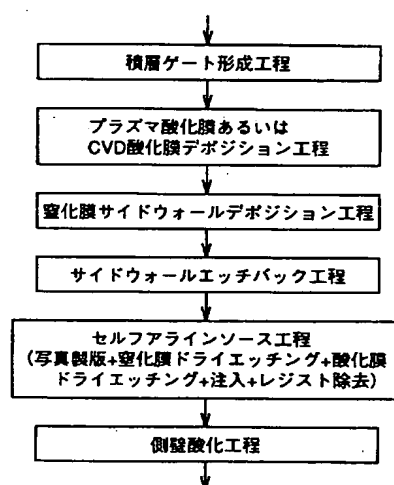 積層ゲート形成工程
プラズマ酸化膜あるいは
CVD酸化膜デポジション工程
窒化膜サイドウォールデポジション工程
サイドウォールエッチバック工程
セルフアラインソース工程
(写真製版+窒化膜ドライエッチング+酸化膜
ドライエッチング+注入+レジスト除去)
側壁酸化工程